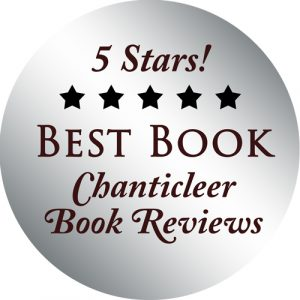 5 Stars!
★★★★★
Best Book
Chanticleer
Book Reviews